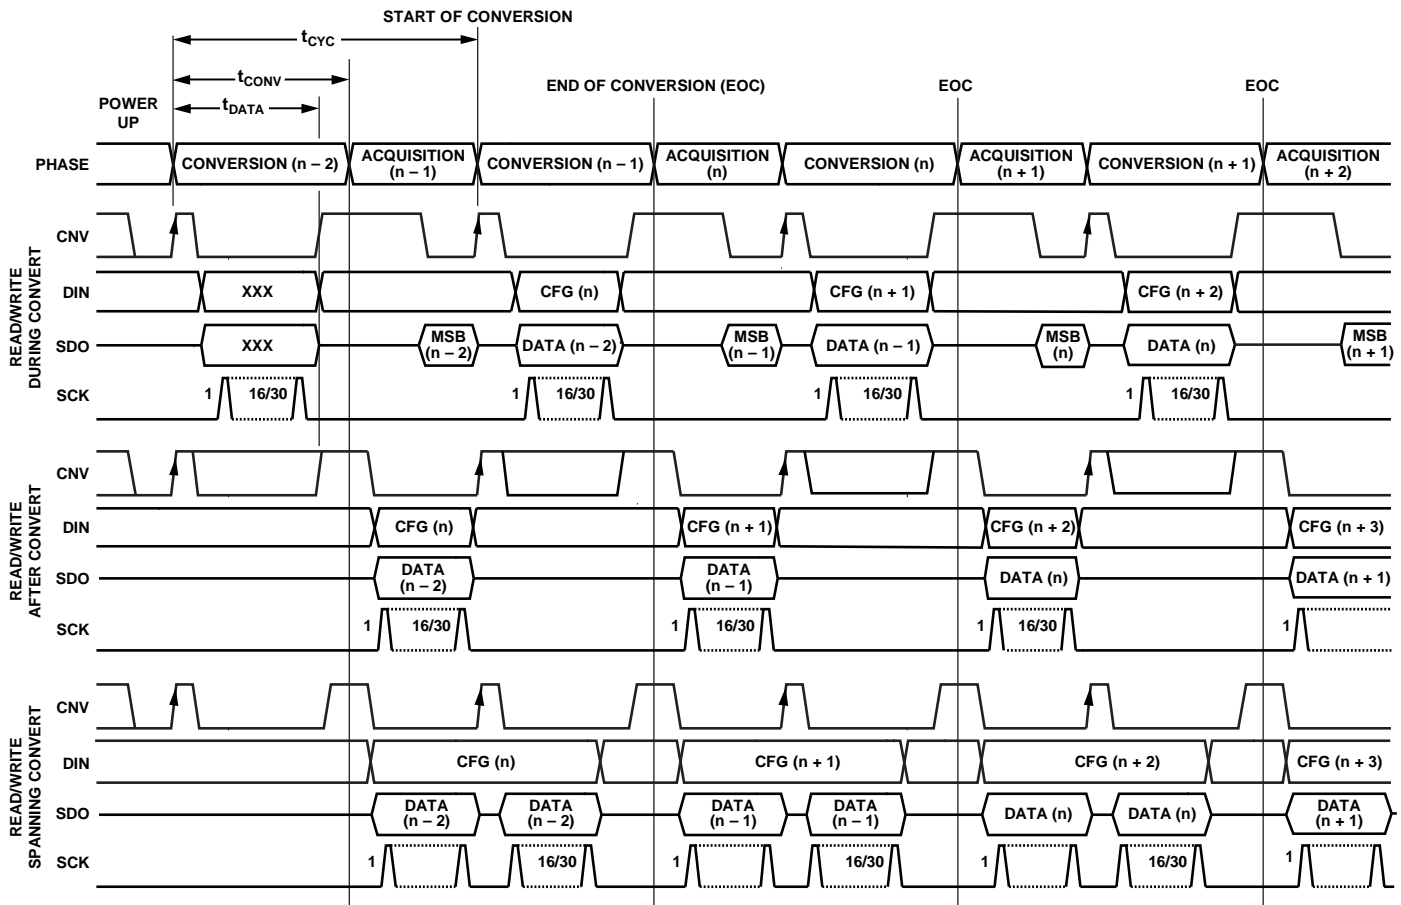 START OF CONVERSION
tCYC
tCONV
tDATA
POWER
UP
END OF CONVERSION (EOC)
EOC
EOC
PHASE
CONVERSION (n – 2)
ACQUISITION
(n – 1)
CONVERSION (n – 1)
ACQUISITION
(n)
CONVERSION (n)
ACQUISITION
(n + 1)
CONVERSION (n + 1)
ACQUISITION
(n + 2)
READ/WRITE
DURING CONVERT
CNV
DIN
XXX
CFG (n)
CFG (n + 1)
CFG (n + 2)
SDO
XXX
MSB
(n – 2)
DATA (n – 2)
MSB
(n – 1)
DATA (n – 1)
MSB
(n)
DATA (n)
MSB
(n + 1)
SCK
1
16/30
1
16/30
1
16/30
1
16/30
READ/WRITE
AFTER CONVERT
CNV
DIN
CFG (n)
CFG (n + 1)
CFG (n + 2)
CFG (n + 3)
SDO
DATA
(n – 2)
DATA
(n – 1)
DATA (n)
DATA (n + 1)
SCK
1
16/30
1
16/30
1
16/30
1
READ/WRITE
SPANNING CONVERT
CNV
DIN
CFG (n)
CFG (n + 1)
CFG (n + 2)
CFG (n + 3)
SDO
DATA
(n – 2)
DATA
(n – 2)
DATA
(n – 1)
DATA
(n – 1)
DATA (n)
DATA (n)
DATA
(n + 1)
SCK
1
16/30
1
16/30
1
16/30
1